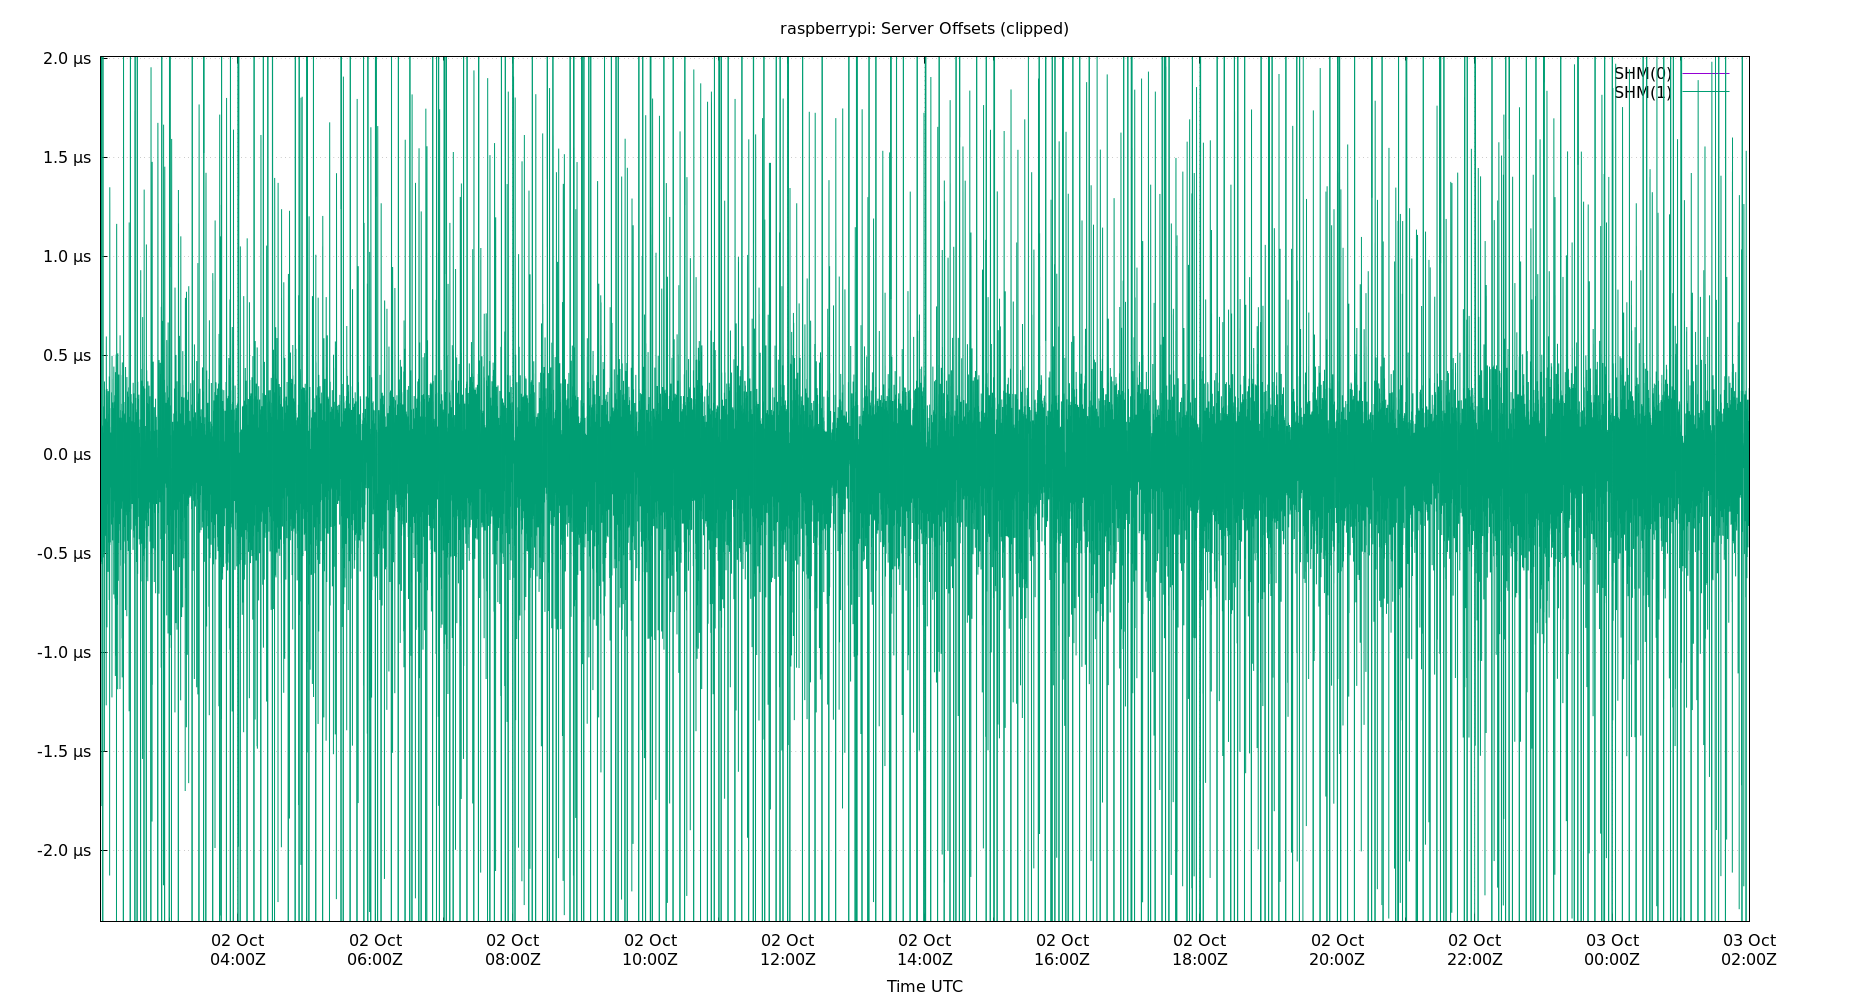 raspberrypi: Server Offsets (clipped)
2.0 µs
SHM(0)
SHM(1)
1.5 µs
1.0 µs
0.5 µs
0.0 µs
-0.5 µs
-1.0 µs
-1.5 µs
-2.0 µs
02 Oct 02 Oct 02 Oct 02 Oct 02 Oct 02 Oct 02 Oct 02 Oct 02 Oct 02 Oct 03 Oct 03 Oct
04:00Z 06:00Z 08:00Z 10:00Z 12:00Z 14:00Z 16:00Z 18:00Z 20:00Z 22:00Z 00:00Z 02:00Z
Time UTC